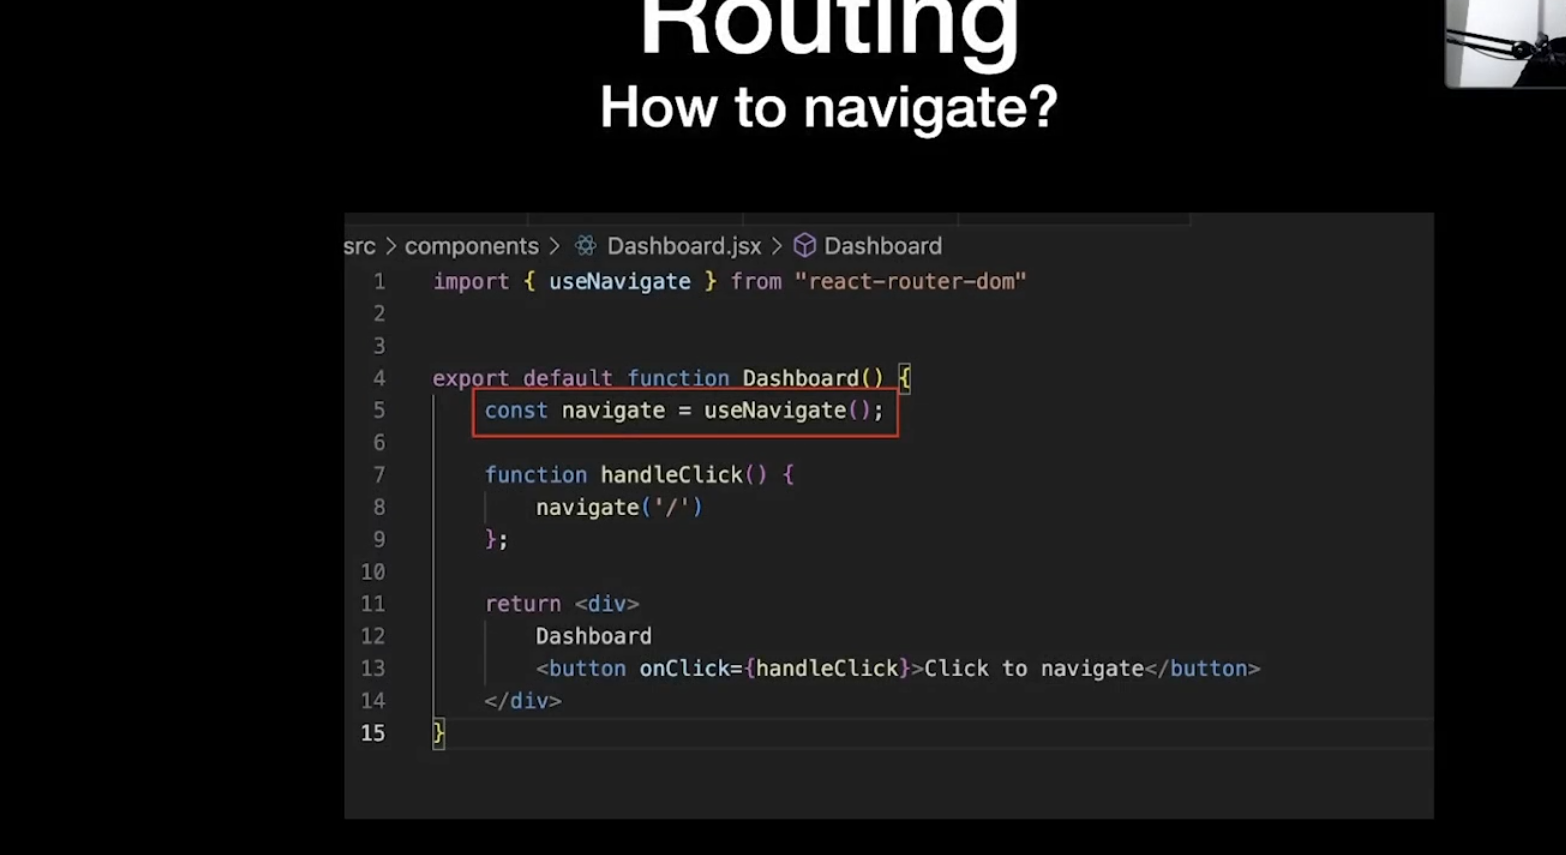 Routing
How to navigate?
src > components > Dashboard.jsx > Dashboard
1 import { useNavigate } from "react-router-dom"
2
3
4 export default function Dashboard() {
5 const navigate = useNavigate();
6
7 function handleClick() {
8 navigate('/')
9 };
10
11 return <div>
12 Dashboard
13 <button onClick={handleClick}>Click to navigate</button>
14 </div>
15 }